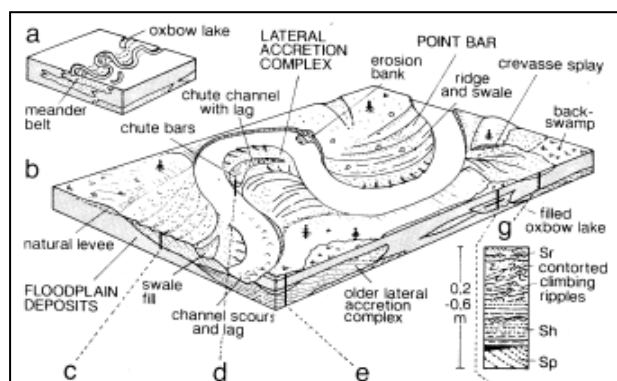 a
oxbow lake
meander
belt
LATERAL
ACCRETION
COMPLEX
POINT BAR
erosion
bank
ridge
and swale
crevasse splay
back-
swamp
chute channel
with lag
chute bars
b
natural levee
FLOODPLAIN
DEPOSITS
swale
fill
channel scours
and lag
older lateral
accretion
complex
filled
oxbow lake
g
Sr
contorted
climbing
ripples
0.2
-0.6
m
Sh
Sp
c
d
e